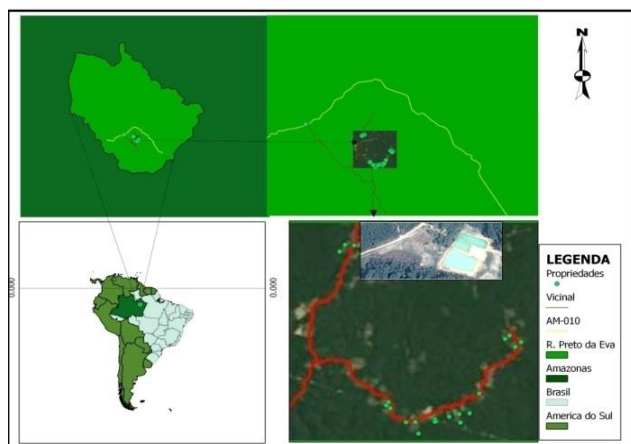 N
0.000
0.000
LEGENDA
Propriedades
Vicinal
AM-010
R. Preto da Eva
Amazonas
Brasil
America do Sul